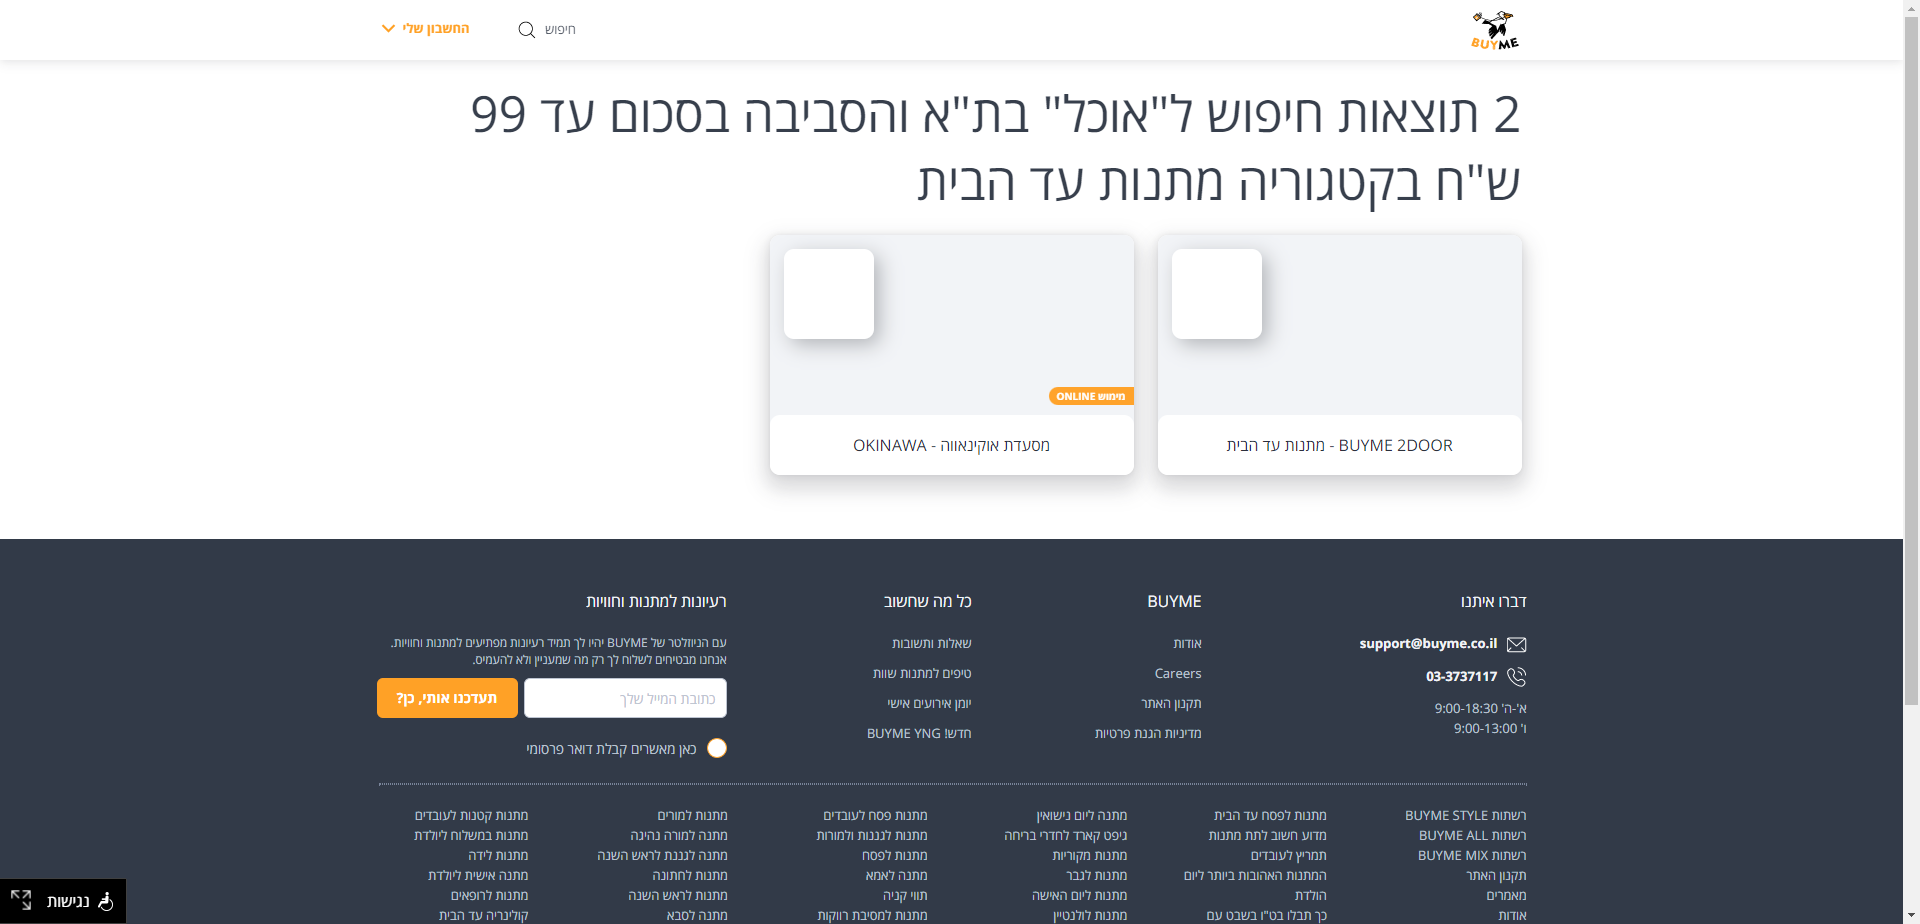 BUYME
חיפוש
החשבון שלי
2 תוצאות חיפוש ל"אוכל" בת"א והסביבה בסכום עד 99
ש"ח בקטגוריה מתנות עד הבית
BUYME 2DOOR - מתנות עד הבית
מימוש ONLINE
מסעדת אוקינאווה - OKINAWA
דברו איתנו
support@buyme.co.il
03-3737117
א'-ה' 9:00-18:30
ו' 9:00-13:00
BUYME
אודות
Careers
תקנון האתר
מדיניות הגנת פרטיות
כל מה שחשוב
שאלות ותשובות
טיפים למתנות שוות
יומן אירועים אישי
חדש! BUYME YNG
רעיונות למתנות וחוויות
עם הניוזלטר של BUYME יהיו לך תמיד רעיונות מפתיעים למתנות וחוויות.
אנחנו מבטיחים לשלוח לך רק מה שמעניין ולא להעמיס.
כתובת המייל שלך
תעדכנו אותי, כן?
כאן מאשרים קבלת דואר פרסומי
רשתות BUYME STYLE
רשתות BUYME ALL
רשתות BUYME MIX
תקנון האתר
מאמרים
אודות
מתנות לפסח עד הבית
מדוע חשוב לתת מתנות
תמריץ לעובדים
המתנות האהובות ביותר ליום
הולדת
כך תבלו בט"ו בשבט עם
מתנה ליום נישואין
גיפט קארד לחדרי בריחה
מתנות מקוריות
מתנות לגבר
מתנות ליום האישה
מתנות לולנטיין
מתנות פסח לעובדים
מתנות לגננות ולמורות
מתנות לפסח
מתנה לאמא
תווי קניה
מתנות למסיבת רווקות
מתנות למורים
מתנה למורה נהיגה
מתנה לגננת לראש השנה
מתנות לחתונה
מתנות לראש השנה
מתנה לסבא
מתנות קטנות לעובדים
מתנות במשלוח ליולדת
מתנות לידה
מתנה אישית ליולדת
מתנות לרופאים
קולינריה עד הבית
נגישות